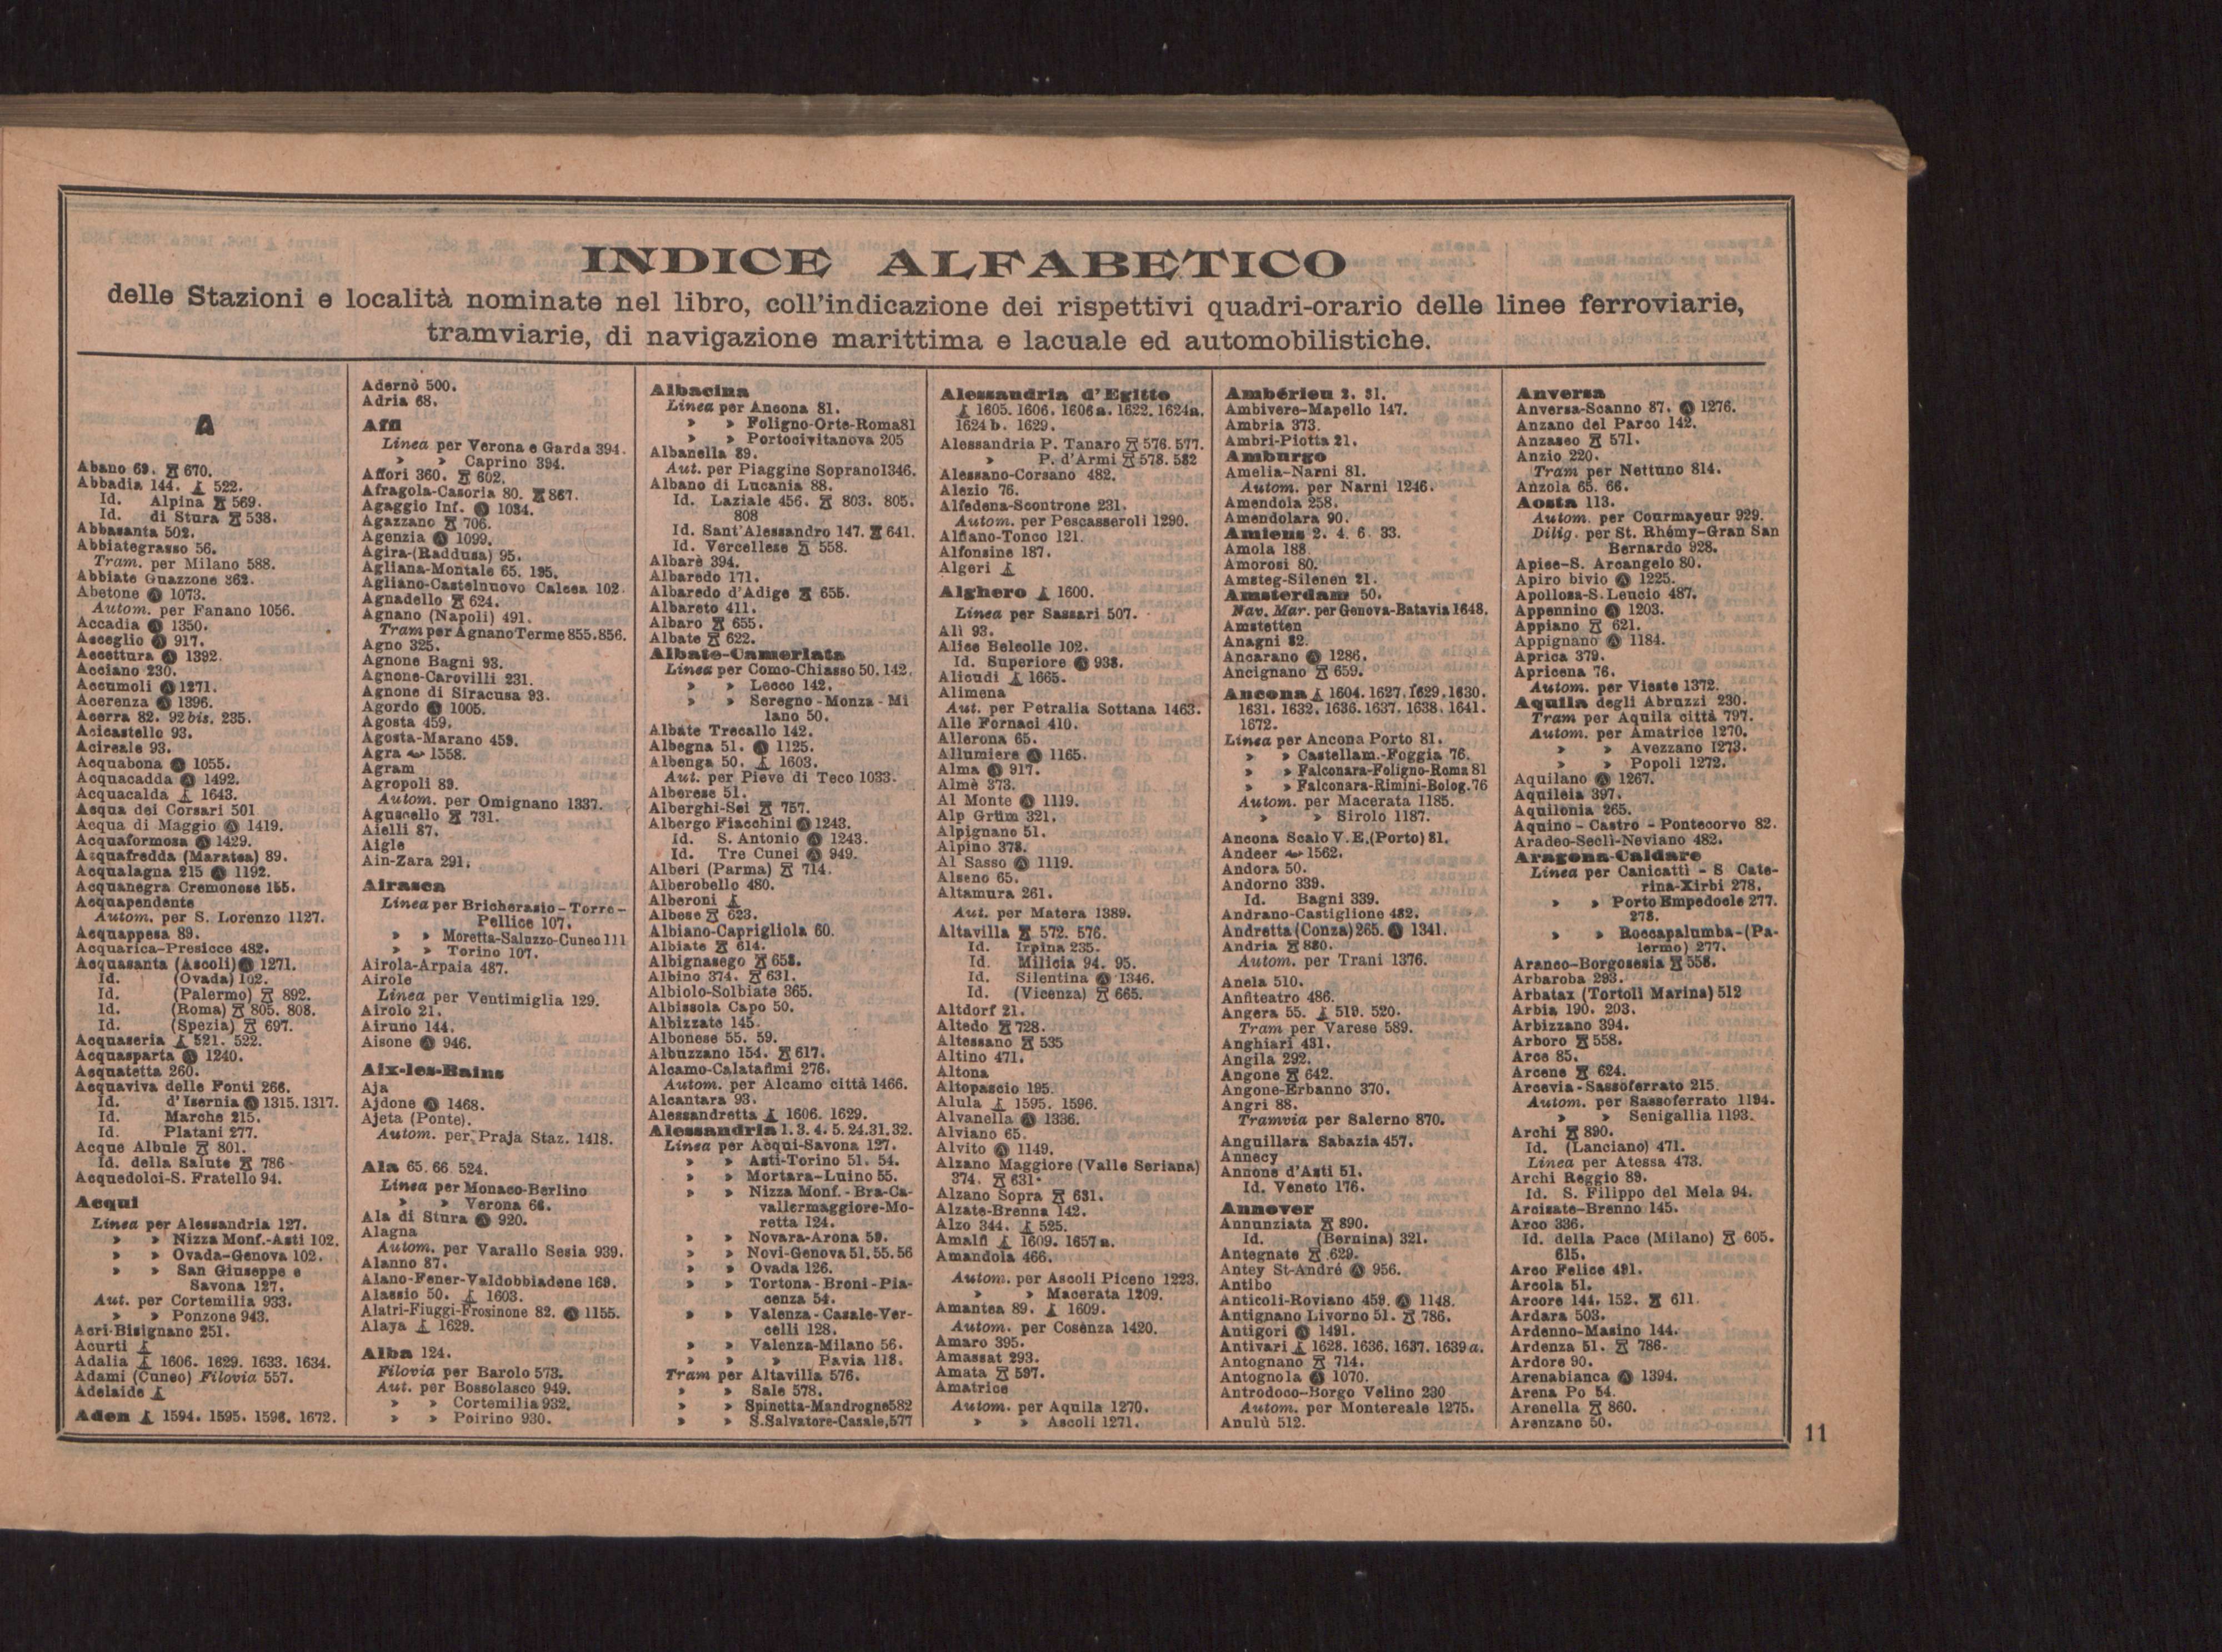 INDICE ALFABETICO
delle Stazioni e località nominate nel libro, coll'indicazione dei rispettivi quadri-orario delle linee ferroviarie,
tramviarie, di navigazione marittima e lacuale ed automobilistiche.
A
Abano 69. 670.
Abbadia 144. 522.
Id. Alpina 569.
Id. di Stura 538.
Abbasanta 502.
Abbiategrasso 56.
Tram. per Milano 588.
Abbiate Guazzone 362.
Abetone 1073.
Autom. per Fanano 1056.
Accadia 1350.
Acceglio 917.
Accettura 1392.
Acciano 230.
Accumoli 1271.
Acerenza 1396.
Acerra 82. 92 bis. 235.
Acicastello 93.
Acireale 93.
Acquabona 1055.
Acquacadda 1492.
Acquacalda 1643.
Acqua dei Corsari 501
Acqua di Maggio 1419.
Acquaformosa 1429.
Acquafredda (Maratea) 89.
Acqualagna 215 1192.
Acquanegra Cremonese 155.
Acquapendente
Autom. per S. Lorenzo 1127.
Acquappesa 89.
Acquarica-Presicce 482.
Acquasanta (Ascoli) 1271.
Id. (Ovada) 102.
Id. (Palermo) 892.
Id. (Roma) 805. 808.
Id. (Spezia) 697.
Acquaseria 521. 522.
Acquasparta 1240.
Acquatetta 260.
Acquaviva delle Fonti 266.
Id. d'Isernia 1315. 1317.
Id. Marche 215.
Id. Platani 277.
Acque Albule 801.
Id. della Salute 786
Acquedolci-S. Fratello 94.
Acqui
Linea per Alessandria 127.
» » Nizza Monf.-Asti 102.
» » Ovada-Genova 102.
» » San Giuseppe e
Savona 127.
Aut. per Cortemilia 933.
» » Ponzone 943.
Acri-Bisignano 251.
Acurti
Adalia 1606. 1629. 1633. 1634.
Adami (Cuneo) Filovia 557.
Adelaide
Aden 1594. 1595. 1596. 1672.
Adernò 500.
Adria 68.
Affi
Linea per Verona e Garda 394.
» » Caprino 394.
Affori 360. 602.
Afragola-Casoria 80. 867.
Agaggio Inf. 1034.
Agazzano 706.
Agenzia 1099.
Agira-(Raddusa) 95.
Agliana-Montale 65. 195.
Agliano-Castelnuovo Calcea 102.
Agnadello 624.
Agnano (Napoli) 491.
Tram per Agnano Terme 855. 856.
Agno 325.
Agnone Bagni 93.
Agnone-Carovilli 231.
Agnone di Siracusa 93.
Agordo 1005.
Agosta 459.
Agosta-Marano 459.
Agra 1558.
Agram
Agropoli 89.
Autom. per Omignano 1337.
Aguscello 731.
Aielli 87.
Aigle
Ain-Zara 291.
Airasca
Linea per Bricherasio-Torre-
Pellice 107.
» » Moretta-Saluzzo-Cuneo 111
» » Torino 107.
Airola-Arpaia 487.
Airole
Linea per Ventimiglia 129.
Airolo 21.
Airuno 144.
Aisone 946.
Aix-les-Bains
Aja
Ajdone 1468.
Ajeta (Ponte).
Autom. per Praja Staz. 1418.
Ala 65. 66. 524.
Linea per Monaco-Berlino
» » Verona 66.
Ala di Stura 920.
Alagna
Autom. per Varallo Sesia 939.
Alanno 87.
Alano-Fener-Valdobbiadene 169.
Alassio 50. 1603.
Alatri-Fiuggi-Frosinone 82. 1155.
Alaya 1629.
Alba 124.
Filovia per Barolo 573.
Aut. per Bossolasco 949.
» » Cortemilia 932.
» » Poirino 930.
Albacina
Linea per Ancona 81.
» » Foligno-Orte-Roma 81
» » Portocivitanova 205
Albanella 89.
Aut. per Piaggine Soprano 1346.
Albano di Lucania 88.
Id. Laziale 456. 803. 805.
808
Id. Sant'Alessandro 147. 641.
Id. Vercellese 558.
Albarè 394.
Albaredo 171.
Albaredo d'Adige 655.
Albareto 411.
Albaro 655.
Albate 622.
Albate-Camerlata
Linea per Como-Chiasso 50. 142.
» » Lecco 142.
» » Seregno-Monza-Mi
lano 50.
Albate Trecallo 142.
Albegna 51. 1125.
Albenga 50. 1603.
Aut. per Pieve di Teco 1033.
Alberese 51.
Alberghi-Sei 757.
Albergo Fiacchini 1243.
Id. S. Antonio 1243.
Id. Tre Cunei 949.
Alberi (Parma) 714.
Alberobello 480.
Alberoni
Albese 623.
Albiano-Caprigliola 60.
Albiate 614.
Albignasego 658.
Albino 374. 631.
Albiolo-Solbiate 365.
Albissola Capo 50.
Albizzate 145.
Albonese 55. 59.
Albuzzano 154. 617.
Alcamo-Calatafimi 276.
Autom. per Alcamo città 1466.
Alcantara 93.
Alessandretta 1606. 1629.
Alessandria 1. 3. 4. 5. 24. 31. 32.
Linea per Acqui-Savona 127.
» » Asti-Torino 51. 54.
» » Mortara-Luino 55.
» » Nizza Monf.-Bra-Ca-
vallermaggiore-Mo-
retta 124.
» » Novara-Arona 59.
» » Novi-Genova 51. 55. 56
» » Ovada 126.
» » Tortona-Broni-Pia-
cenza 54.
» » Valenza-Casale-Ver-
celli 128.
» » Valenza-Milano 56.
» » » Pavia 118.
Tram per Altavilla 576.
» » Sale 578.
» » Spinetta-Mandrogne 582
» » S. Salvatore-Casale, 577
Alessandria d'Egitto
1605. 1606. 1606 a. 1622. 1624a.
1624 b. 1629.
Alessandria P. Tanaro 576. 577.
» P. d'Armi 578. 582
Alessano-Corsano 482.
Alezio 76.
Alfedena-Scontrone 231.
Autom. per Pescasseroli 1290.
Alfiano-Tonco 121.
Alfonsine 187.
Algeri
Alghero 1600.
Linea per Sassari 507.
Alì 93.
Alice Belcolle 102.
Id. Superiore 938.
Alicudi 1665.
Alimena
Aut. per Petralia Sottana 1463.
Alle Fornaci 410.
Allerona 65.
Allumiere 1165.
Alma 917.
Almè 373.
Al Monte 1119.
Alp Grüm 321.
Alpignano 51.
Alpino 378.
Al Sasso 1119.
Alseno 65.
Altamura 261.
Aut. per Matera 1389.
Altavilla 572. 576.
Id. Irpina 235.
Id. Milicia 94. 95.
Id. Silentina 1346.
Id. (Vicenza) 665.
Altdorf 21.
Altedo 728.
Altessano 535
Altino 471.
Altona
Altopascio 195.
Alula 1595. 1596.
Alvanella 1336.
Alviano 65.
Alvito 1149.
Alzano Maggiore (Valle Seriana)
374. 631.
Alzano Sopra 631.
Alzate-Brenna 142.
Alzo 344. 525.
Amalfi 1609. 1657 a.
Amandola 466.
Autom. per Ascoli Piceno 1223.
» » Macerata 1209.
Amantea 89. 1609.
Autom. per Cosenza 1420.
Amaro 395.
Amassat 293.
Amata 597.
Amatrice
Autom. per Aquila 1270.
» » Ascoli 1271.
Ambérieu 2. 31.
Ambivere-Mapello 147.
Ambria 373.
Ambri-Piotta 21.
Amburgo
Amelia-Narni 81.
Autom. per Narni 1246.
Amendola 258.
Amendolara 90.
Amiens 2. 4. 6. 33.
Amola 188
Amorosi 80.
Amsteg-Silenen 21.
Amsterdam 50.
Nav. Mar. per Genova-Batavia 1648.
Amstetten
Anagni 82.
Ancarano 1286.
Ancignano 659.
Ancona 1604. 1627. 1629. 1630.
1631. 1632. 1636. 1637. 1638. 1641.
1672.
Linea per Ancona Porto 81.
» » Castellam.-Foggia 76.
» » Falconara-Foligno-Roma 81
» » Falconara-Rimini-Bolog. 76
Autom. per Macerata 1185.
» » Sirolo 1187.
Ancona Scalo V. E. (Porto) 81.
Andeer 1562.
Andora 50.
Andorno 339.
Id. Bagni 339.
Andrano-Castiglione 482.
Andretta (Conza) 265. 1341.
Andria 880.
Autom. per Trani 1376.
Anela 510.
Anfiteatro 486.
Angera 55. 519. 520.
Tram per Varese 589.
Anghiari 431.
Angila 292.
Angone 642.
Angone-Erbanno 370.
Angri 88.
Tramvia per Salerno 870.
Anguillara Sabazia 457.
Annecy
Annone d'Asti 51.
Id. Veneto 176.
Annover
Annunziata 890.
Id. (Bernina) 321.
Antegnate 629.
Antey St-André 956.
Antibo
Anticoli-Roviano 459. 1148.
Antignano Livorno 51. 786.
Antigori 1491.
Antivari 1628. 1636. 1637. 1639 a.
Antognano 714.
Antognola 1070.
Antrodoco-Borgo Velino 230
Autom. per Montereale 1275.
Anulù 512.
Anversa
Anversa-Scanno 87. 1276.
Anzano del Parco 142.
Anzasco 571.
Anzio 220.
Tram per Nettuno 814.
Anzola 65. 66.
Aosta 113.
Autom. per Courmayeur 929.
Dilig. per St. Rhémy-Gran San
Bernardo 928.
Apice-S. Arcangelo 80.
Apiro bivio 1225.
Apollosa-S. Leucio 487.
Appennino 1203.
Appiano 621.
Appignano 1184.
Aprica 379.
Apricena 76.
Autom. per Vieste 1372.
Aquila degli Abruzzi 230.
Tram per Aquila città 797.
Autom. per Amatrice 1270.
» » Avezzano 1273.
» » Popoli 1272.
Aquilano 1267.
Aquileia 397.
Aquilonia 265.
Aquino - Castro - Pontecorvo 82.
Aradeo-Seclì-Neviano 482.
Aragona-Caldare
Linea per Canicattì - S Cate-
rina-Xirbi 278.
» » Porto Empedocle 277.
278.
» » Roccapalumba-(Pa-
lermo) 277.
Aranco-Borgosesia 558.
Arbaroba 293.
Arbatax (Tortolì Marina) 512
Arbia 190. 203.
Arbizzano 394.
Arboro 558.
Arce 85.
Arcene 624.
Arcevia-Sassoferrato 215.
Autom. per Sassoferrato 1194.
» » Senigallia 1193.
Archi 890.
Id. (Lanciano) 471.
Linea per Atessa 473.
Archi Reggio 89.
Id. S. Filippo del Mela 94.
Arcisate-Brenno 145.
Arco 336.
Id. della Pace (Milano) 605.
615.
Arco Felice 491.
Arcola 51.
Arcore 144. 152. 611.
Ardara 503.
Ardenno-Masino 144.
Ardenza 51. 786.
Ardore 90.
Arenabianca 1394.
Arena Po 54.
Arenella 860.
Arenzano 50.
11